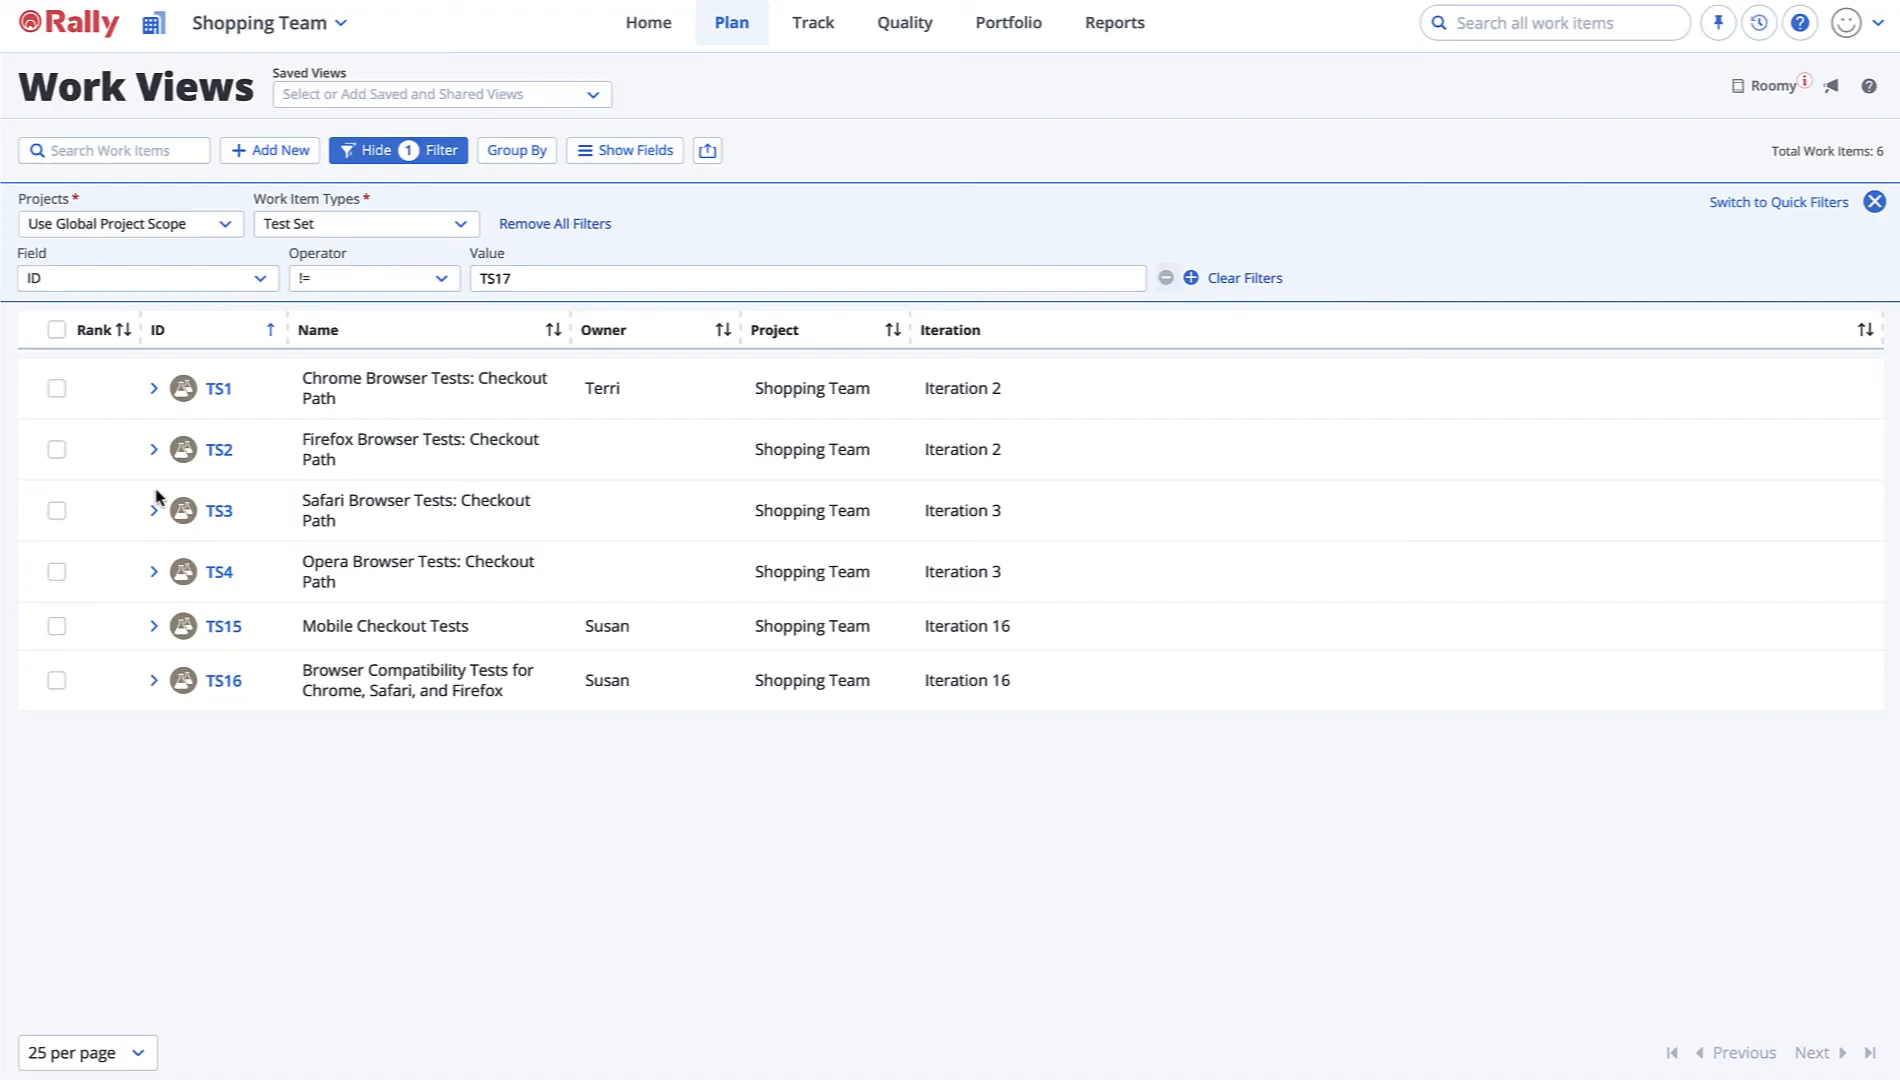 Rally
Shopping Team
Home
Plan
Track
Quality
Portfolio
Reports
Search all work items
Work Views
Saved Views
Select or Add Saved and Shared Views
Roomy
Search Work Items
Add New
Hide 1 Filter
Group By
Show Fields
Total Work Items: 6
Projects *
Work Item Types *
Switch to Quick Filters
Use Global Project Scope
Test Set
Remove All Filters
Field
Operator
Value
ID
!=
TS17
Clear Filters
Rank
ID
Name
Owner
Project
Iteration
TS1
Chrome Browser Tests: Checkout
Path
Terri
Shopping Team
Iteration 2
TS2
Firefox Browser Tests: Checkout
Path
Shopping Team
Iteration 2
TS3
Safari Browser Tests: Checkout
Path
Shopping Team
Iteration 3
TS4
Opera Browser Tests: Checkout
Path
Shopping Team
Iteration 3
TS15
Mobile Checkout Tests
Susan
Shopping Team
Iteration 16
TS16
Browser Compatibility Tests for
Chrome, Safari, and Firefox
Susan
Shopping Team
Iteration 16
25 per page
Previous
Next